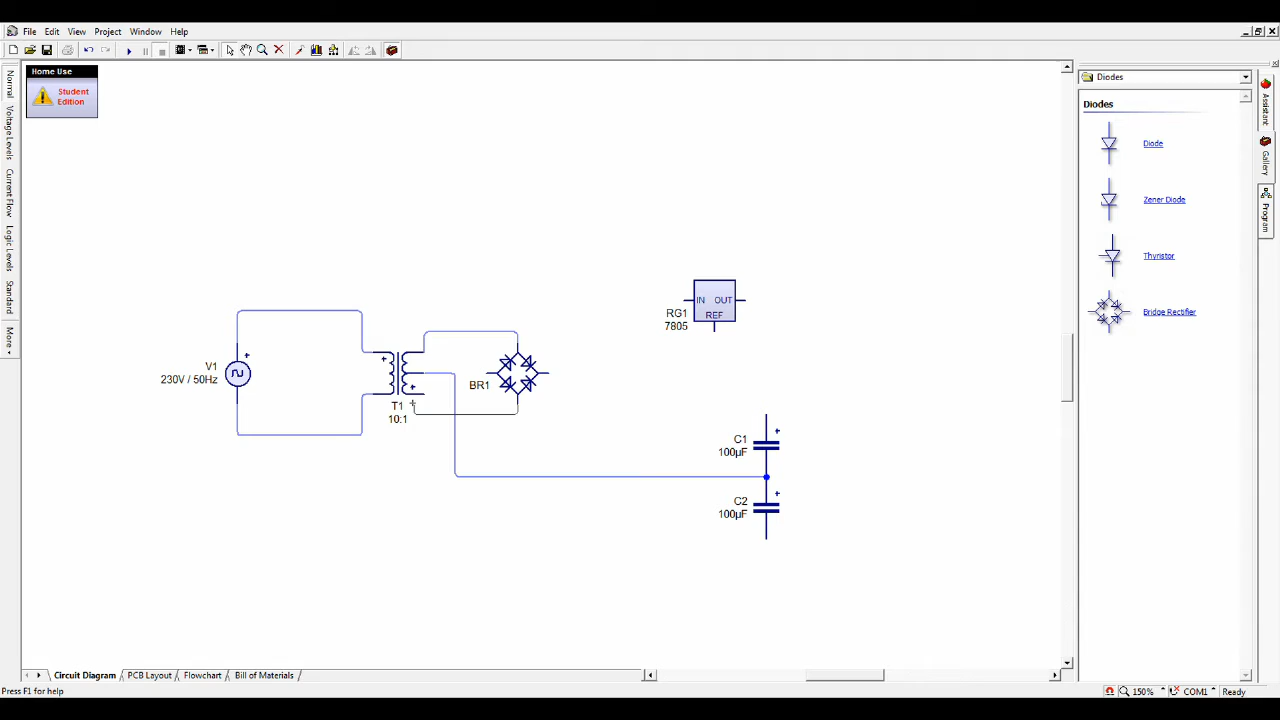 File Edit View Project Window Help
Home Use
Student
Edition
Normal
Voltage Levels
Current Flow
Logic Levels
Standard
More
Diodes
Diodes
Diode
Zener Diode
Thyristor
Bridge Rectifier
Assistant
Gallery
Program
V1
230V / 50Hz
T1
10:1
BR1
RG1
7805
IN OUT
REF
C1
100µF
C2
100µF
Circuit Diagram PCB Layout Flowchart Bill of Materials
Press F1 for help
150% COM1 Ready